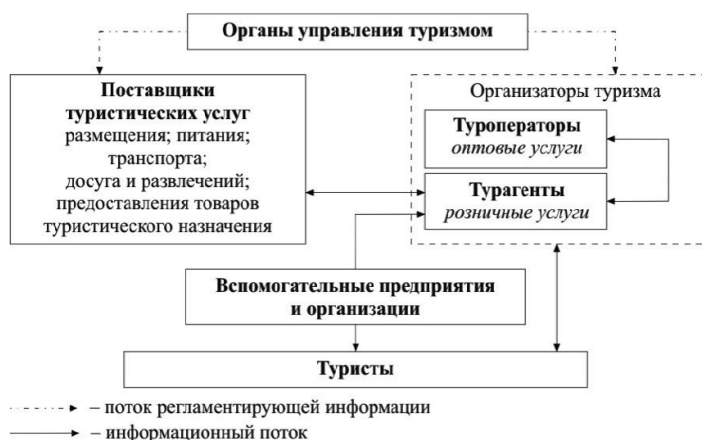 Органы управления туризмом
Поставщики
туристических услуг
размещения; питания;
транспорта;
досуга и развлечений;
предоставления товаров
туристического назначения
Организаторы туризма
Туроператоры
оптовые услуги
Турагенты
розничные услуги
Вспомогательные предприятия
и организации
Туристы
– поток регламентирующей информации
– информационный поток